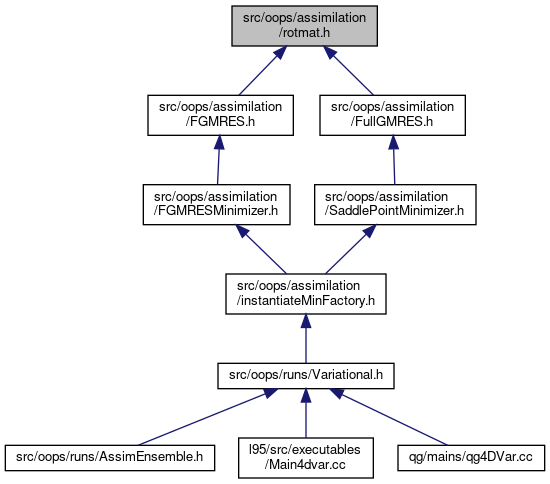 src/oops/assimilation
/rotmat.h
src/oops/assimilation
/FGMRES.h
src/oops/assimilation
/FullGMRES.h
src/oops/assimilation
/FGMRESMinimizer.h
src/oops/assimilation
/SaddlePointMinimizer.h
src/oops/assimilation
/instantiateMinFactory.h
src/oops/runs/Variational.h
src/oops/runs/AssimEnsemble.h
l95/src/executables
/Main4dvar.cc
qg/mains/qg4DVar.cc